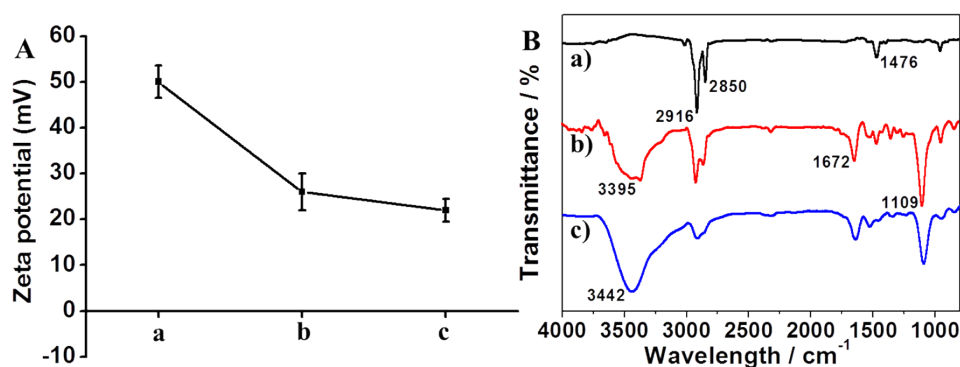 A
Zeta potential (mV)
60
50
40
30
20
10
0
-10
a
b
c
B
Transmittance / %
a)
2916
2850
1476
b)
3395
1672
1109
c)
3442
4000 3500 3000 2500 2000 1500 1000
Wavelength / cm⁻¹